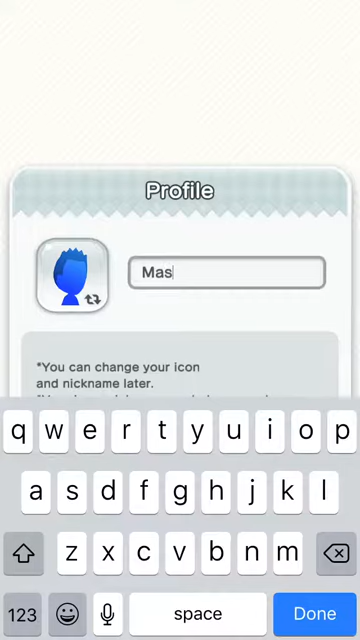 Profile
Mas
*You can change your icon
and nickname later.
q w e r t y u i o p
a s d f g h j k l
z x c v b n m
123 space Done